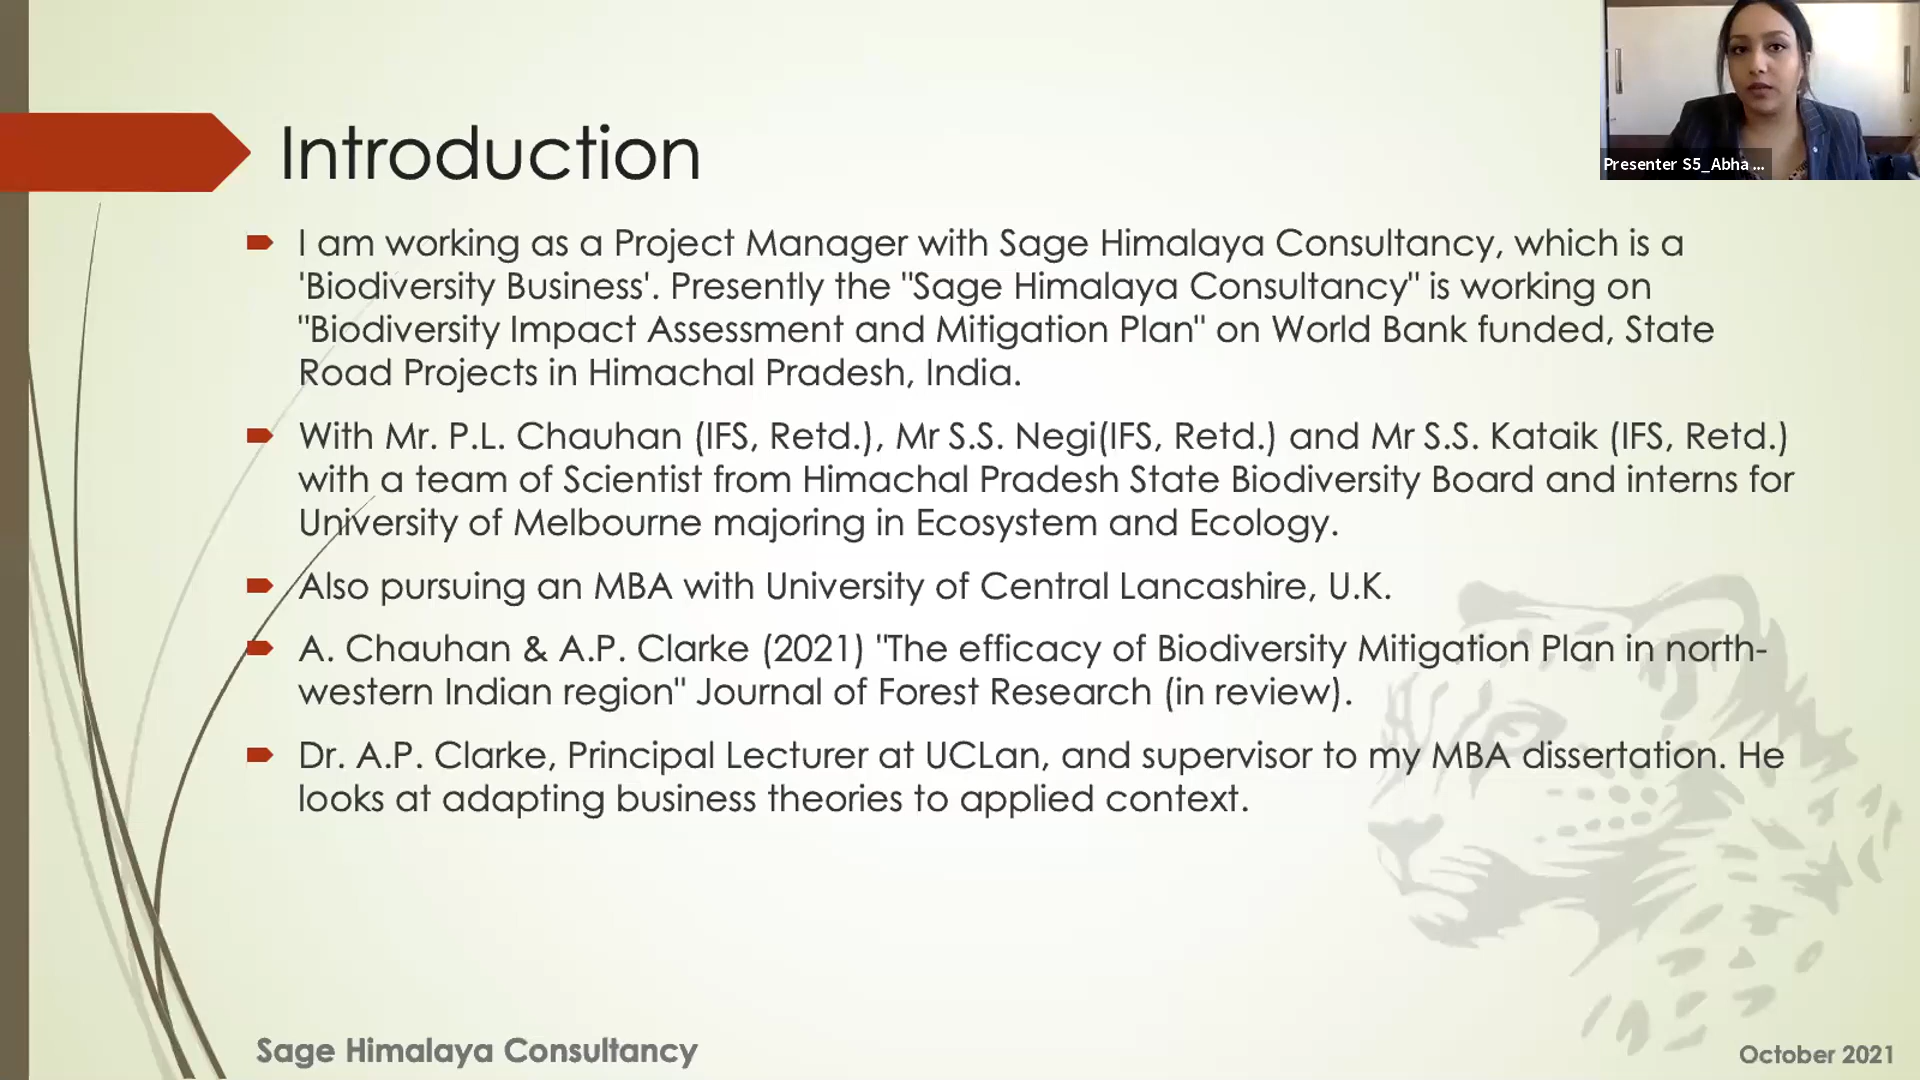 Presenter S5_Abha ...
Introduction
I am working as a Project Manager with Sage Himalaya Consultancy, which is a
'Biodiversity Business'. Presently the "Sage Himalaya Consultancy" is working on
"Biodiversity Impact Assessment and Mitigation Plan" on World Bank funded, State
Road Projects in Himachal Pradesh, India.
With Mr. P.L. Chauhan (IFS, Retd.), Mr S.S. Negi(IFS, Retd.) and Mr S.S. Kataik (IFS, Retd.)
with a team of Scientist from Himachal Pradesh State Biodiversity Board and interns for
University of Melbourne majoring in Ecosystem and Ecology.
Also pursuing an MBA with University of Central Lancashire, U.K.
A. Chauhan & A.P. Clarke (2021) "The efficacy of Biodiversity Mitigation Plan in north-
western Indian region" Journal of Forest Research (in review).
Dr. A.P. Clarke, Principal Lecturer at UCLan, and supervisor to my MBA dissertation. He
looks at adapting business theories to applied context.
Sage Himalaya Consultancy
October 2021